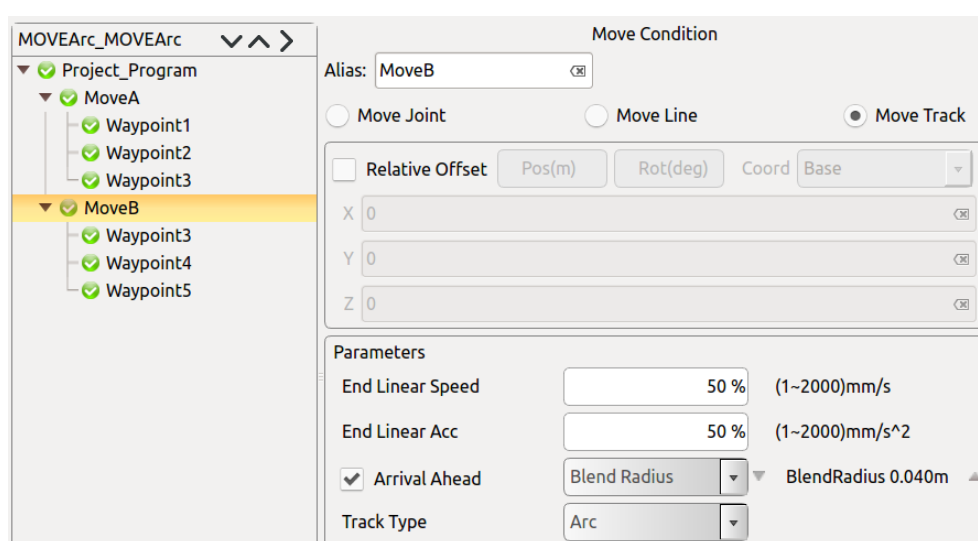 MOVEArc_MOVEArc
Project_Program
MoveA
Waypoint1
Waypoint2
Waypoint3
MoveB
Waypoint3
Waypoint4
Waypoint5
Move Condition
Alias: MoveB
Move Joint Move Line Move Track
Relative Offset Pos(m) Rot(deg) Coord Base
X 0
Y 0
Z 0
Parameters
End Linear Speed 50 % (1~2000)mm/s
End Linear Acc 50 % (1~2000)mm/s^2
Arrival Ahead Blend Radius BlendRadius 0.040m
Track Type Arc